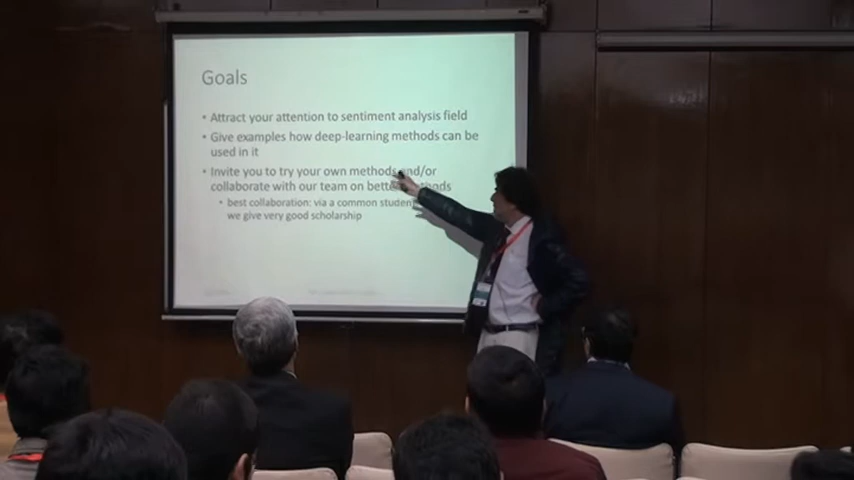 Goals
• Attract your attention to sentiment analysis field
• Give examples how deep-learning methods can be
used in it
• Invite you to try your own methods and/or
collaborate with our team on better methods
• best collaboration: via a common student
we give very good scholarship